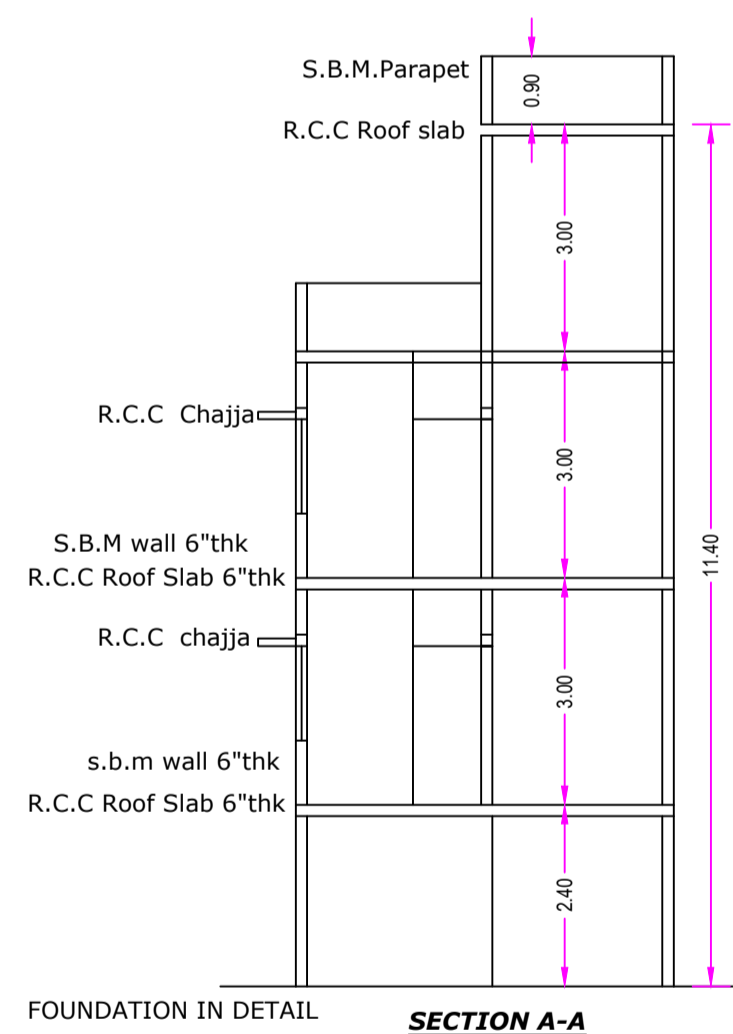 S.B.M.Parapet
0.90
R.C.C Roof slab
3.00
R.C.C Chajja
3.00
S.B.M wall 6"thk
R.C.C Roof Slab 6"thk
11.40
R.C.C chajja
3.00
s.b.m wall 6"thk
R.C.C Roof Slab 6"thk
2.40
FOUNDATION IN DETAIL
SECTION A-A